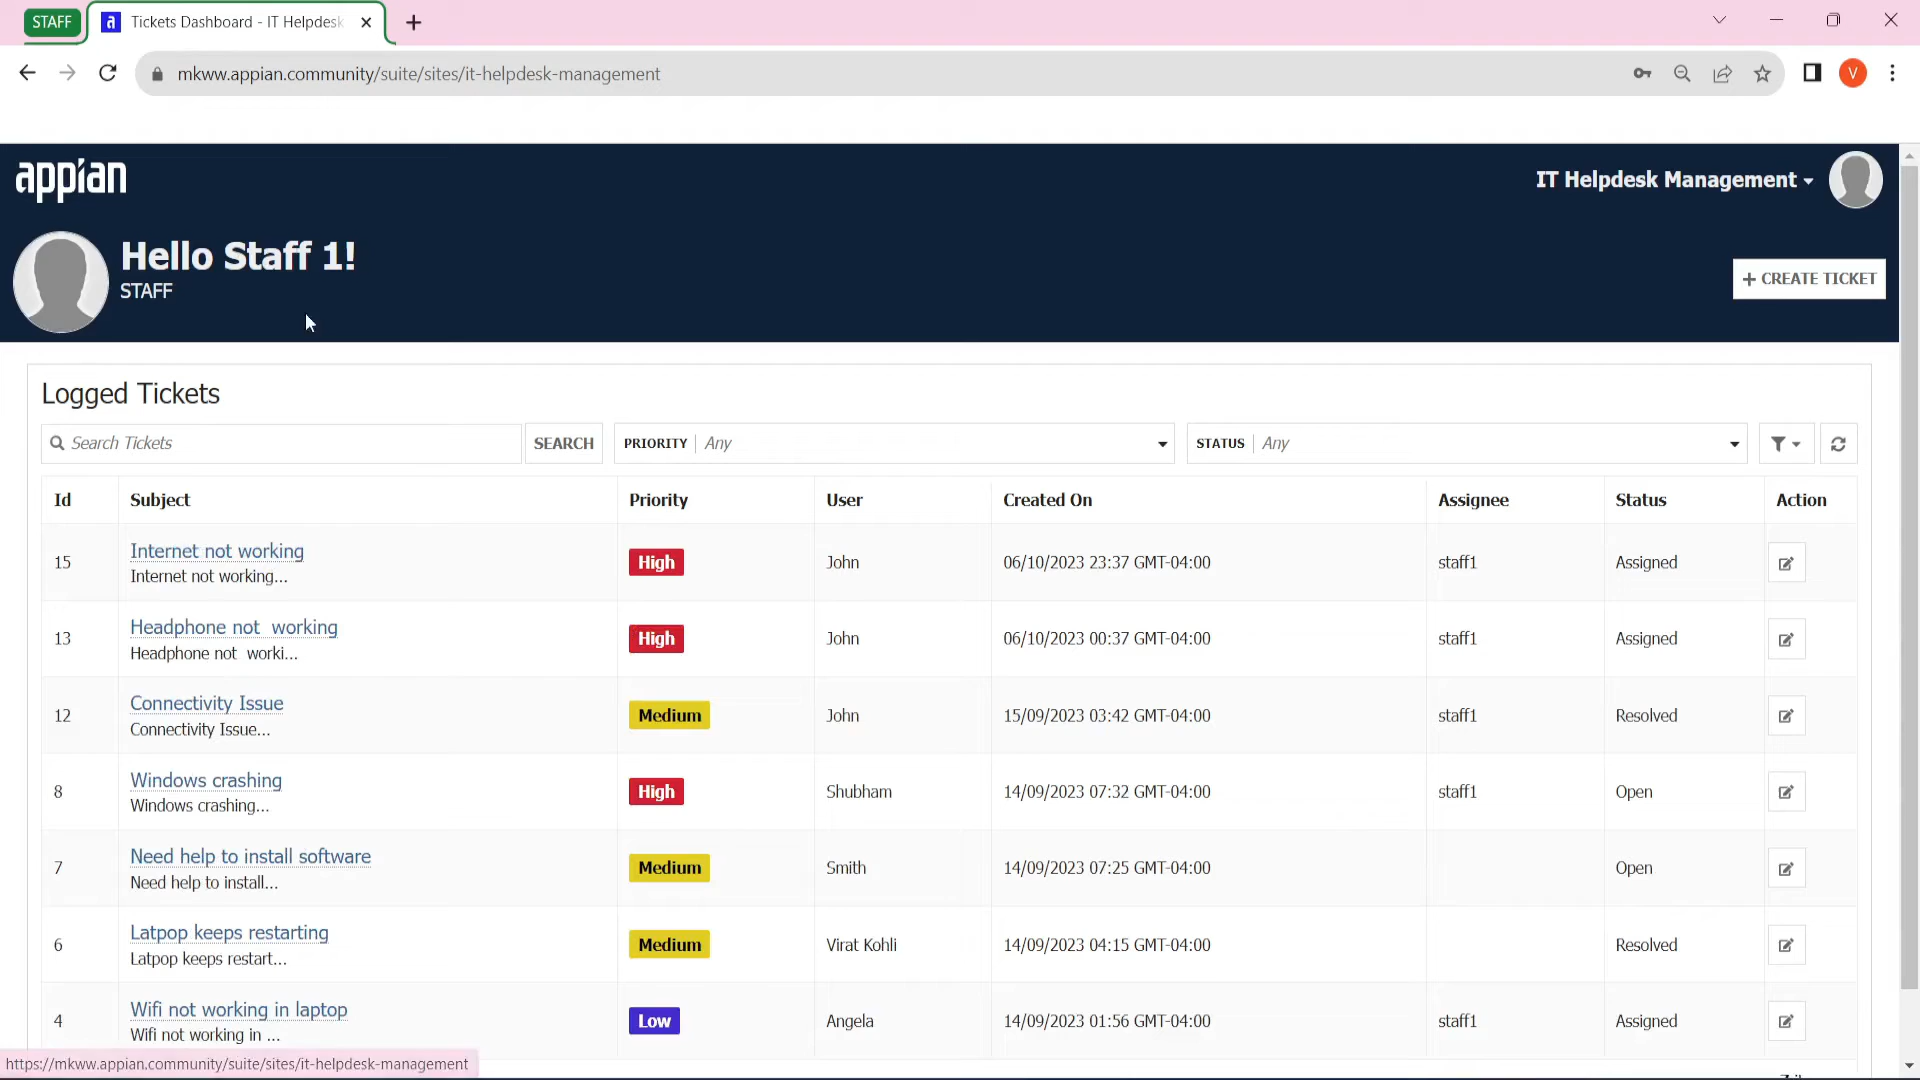 STAFF
Tickets Dashboard - IT Helpdesk
mkww.appian.community/suite/sites/it-helpdesk-management
V
appian
IT Helpdesk Management
Hello Staff 1!
STAFF
+ CREATE TICKET
Logged Tickets
Search Tickets
SEARCH
PRIORITY Any
STATUS Any
Id Subject Priority User Created On Assignee Status Action
15 Internet not working High John 06/10/2023 23:37 GMT-04:00 staff1 Assigned
Internet not working...
13 Headphone not working High John 06/10/2023 00:37 GMT-04:00 staff1 Assigned
Headphone not worki...
12 Connectivity Issue Medium John 15/09/2023 03:42 GMT-04:00 staff1 Resolved
Connectivity Issue...
8 Windows crashing High Shubham 14/09/2023 07:32 GMT-04:00 staff1 Open
Windows crashing...
7 Need help to install software Medium Smith 14/09/2023 07:25 GMT-04:00 Open
Need help to install...
6 Latpop keeps restarting Medium Virat Kohli 14/09/2023 04:15 GMT-04:00 Resolved
Latpop keeps restart...
4 Wifi not working in laptop Low Angela 14/09/2023 01:56 GMT-04:00 staff1 Assigned
Wifi not working in ...
https://mkww.appian.community/suite/sites/it-helpdesk-management